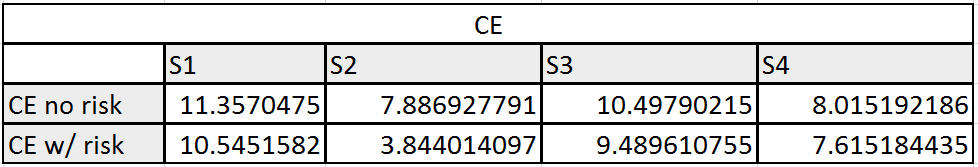 CE
S1 S2 S3 S4
CE no risk 11.3570475 7.886927791 10.49790215 8.015192186
CE w/ risk 10.5451582 3.844014097 9.489610755 7.615184435